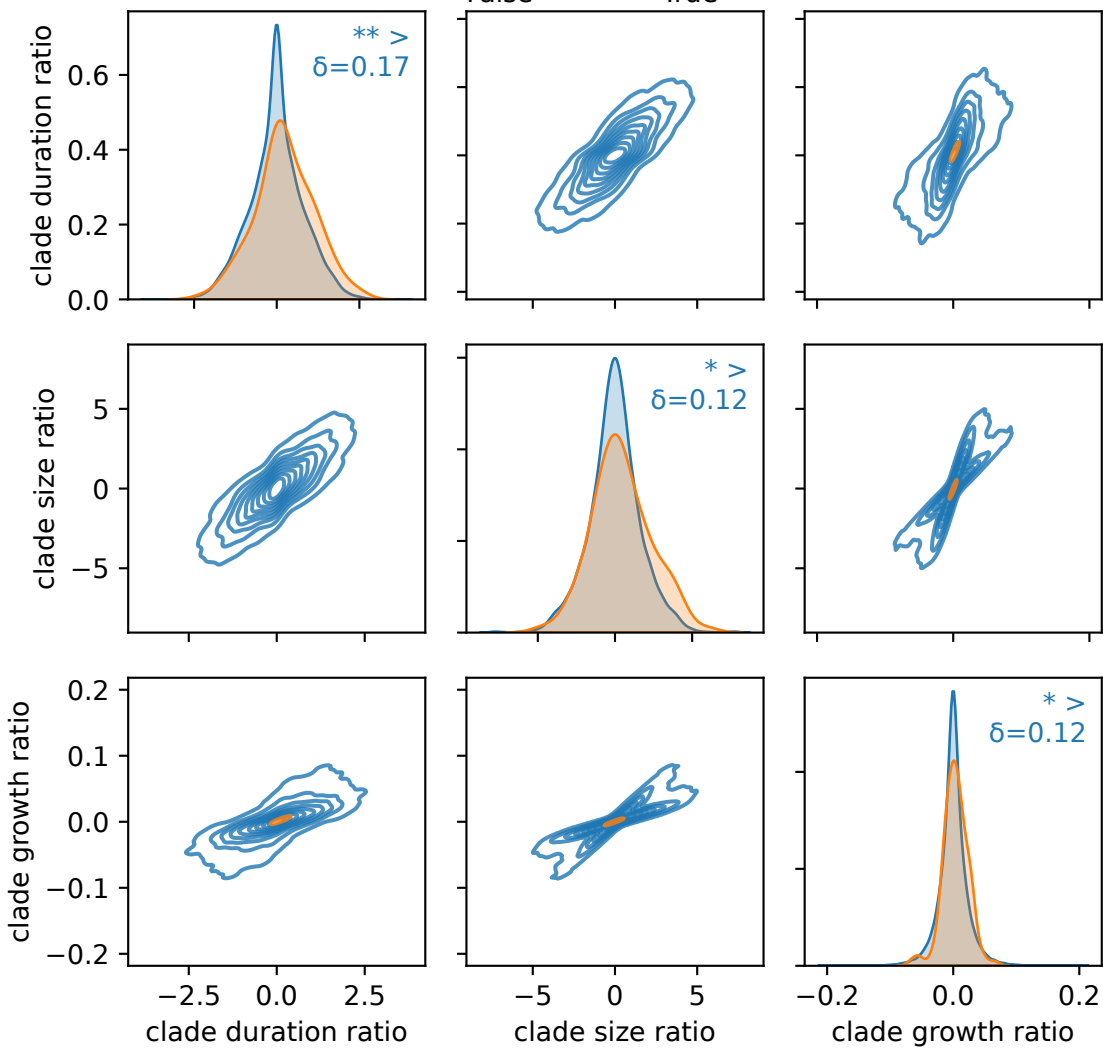 clade duration ratio
0.6
0.4
0.2
0.0
** >
δ=0.17
clade size ratio
5
0
−5
* >
δ=0.12
clade growth ratio
0.2
0.1
0.0
−0.1
−0.2
* >
δ=0.12
−2.5 0.0 2.5
−5 0 5
−0.2 0.0 0.2
clade duration ratio
clade size ratio
clade growth ratio